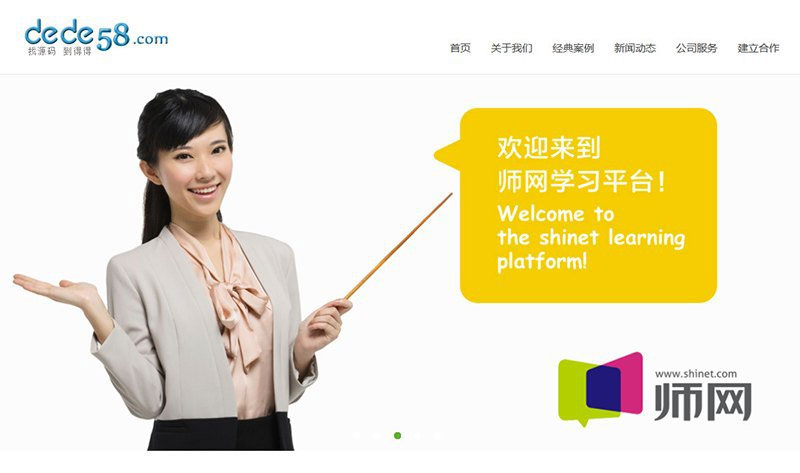 dede58.com
找源码 到得得
首页 关于我们 经典案例 新闻动态 公司服务 建立合作
欢迎来到
师网学习平台！
Welcome to
the shinet learning
platform!
www.shinet.com
师网